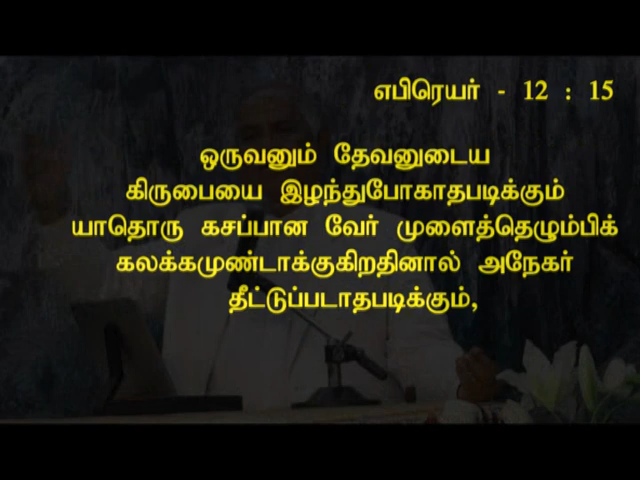 எபிரெயர் - 12 : 15
ஒருவனும் தேவனுடைய
கிருபையை இழந்துபோகாதபடிக்கும்
யாதொரு கசப்பான வேர் முளைத்தெழும்பிக்
கலக்கமுண்டாக்குகிறதினால் அநேகர்
தீட்டுப்படாதபடிக்கும்,